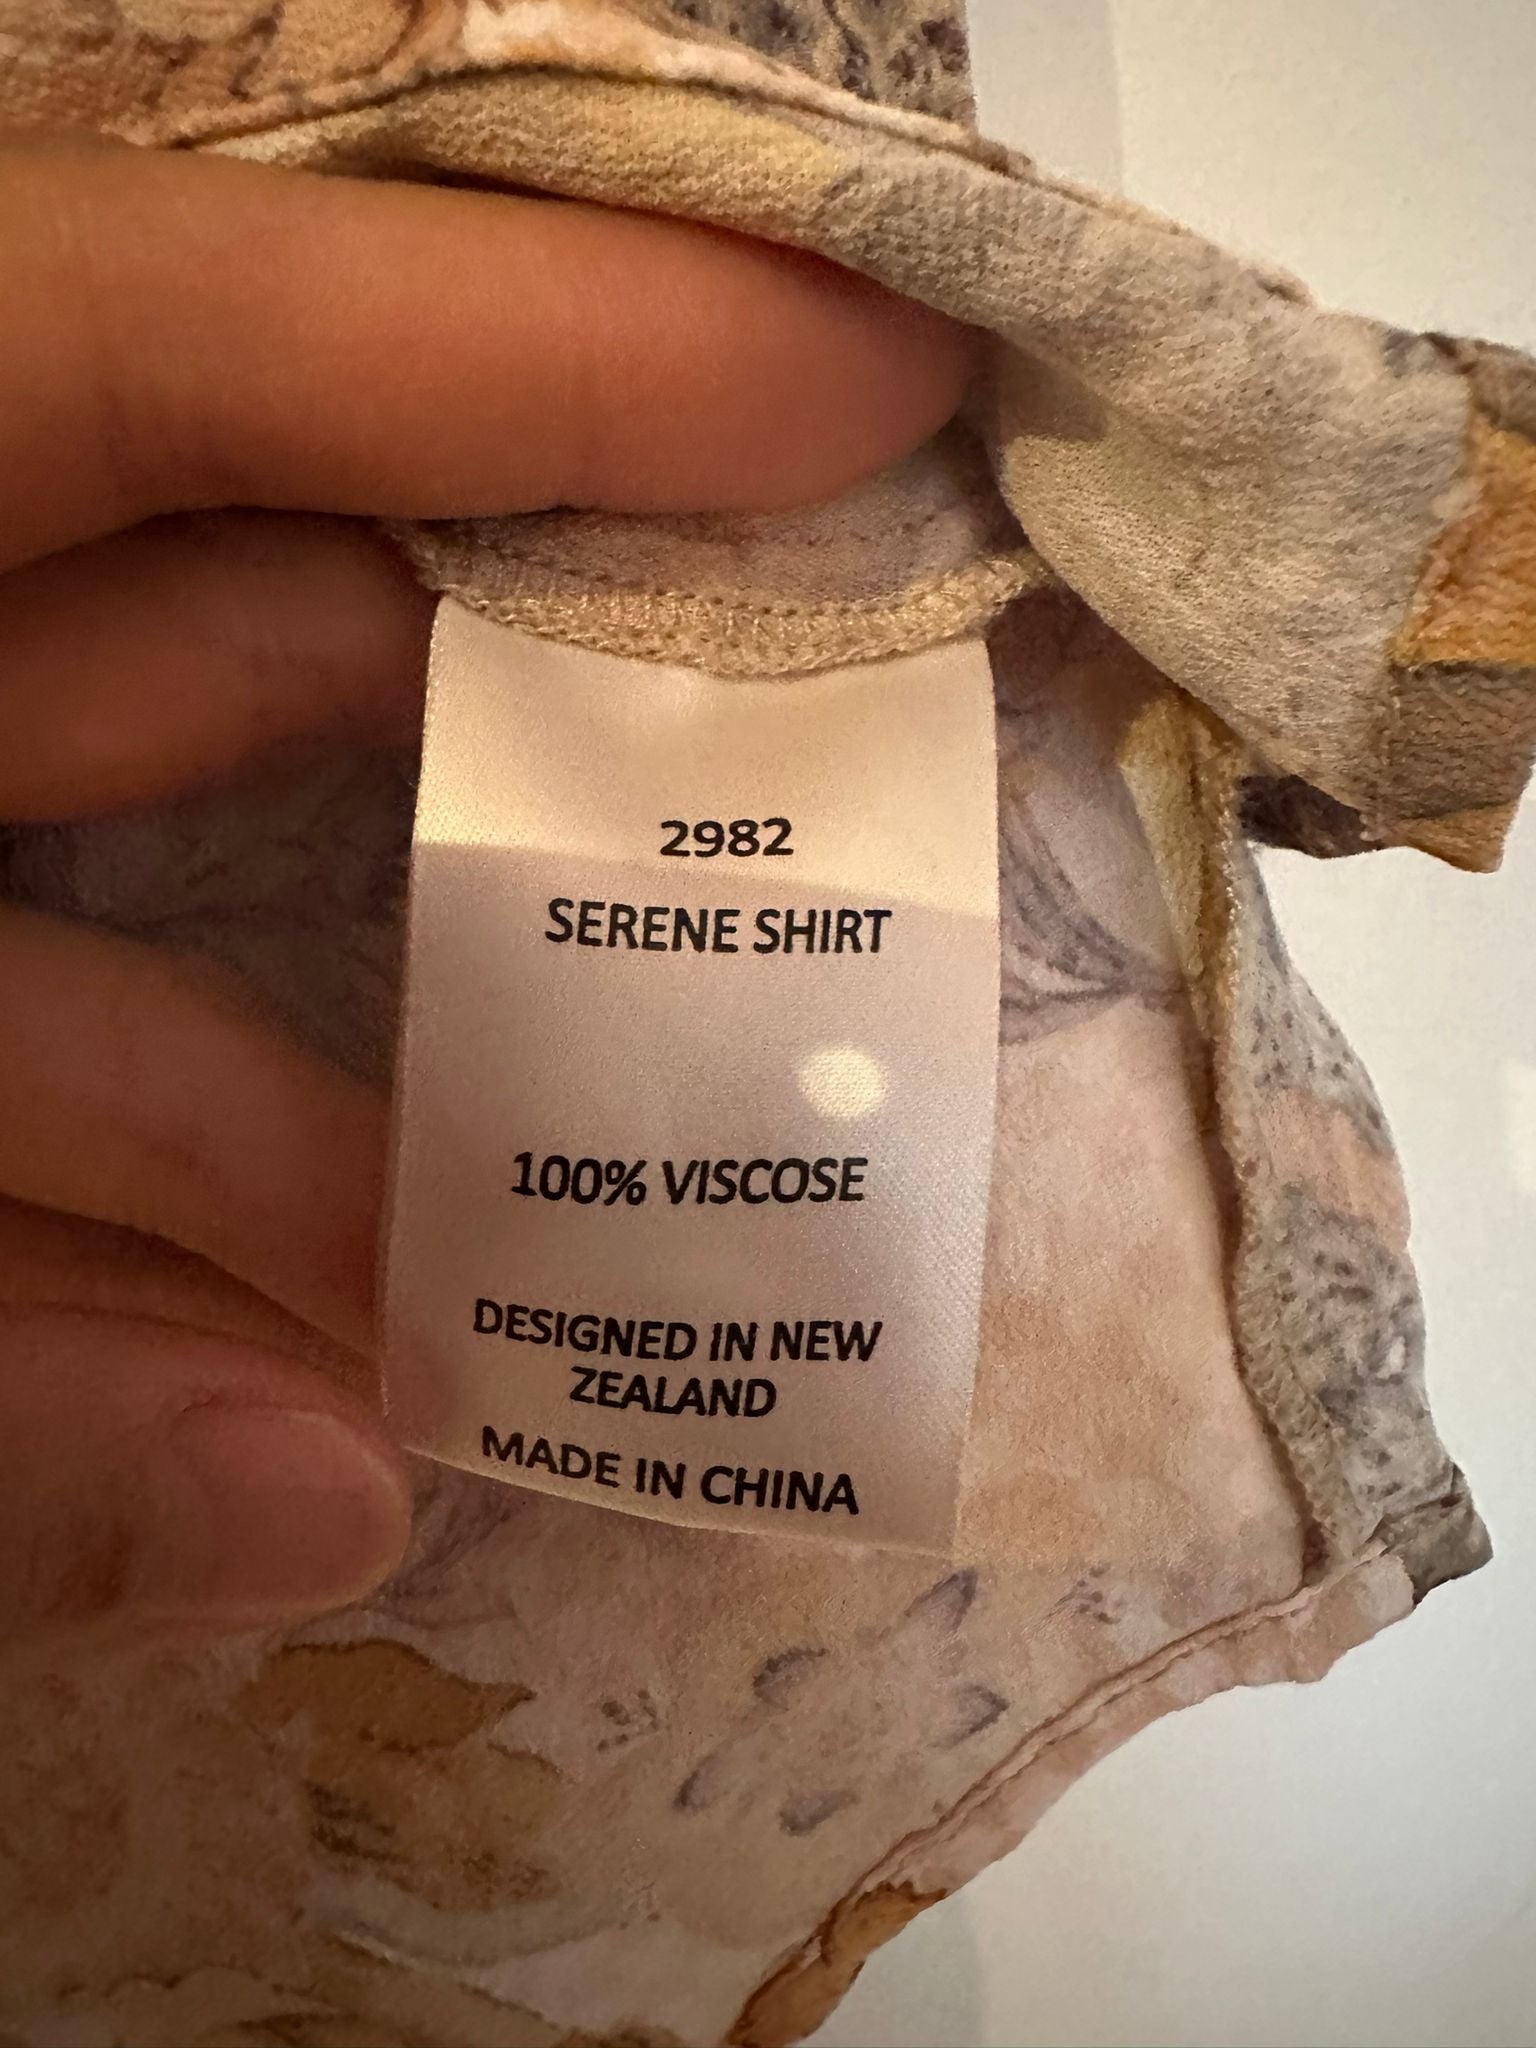 2982
SERENE SHIRT
100% VISCOSE
DESIGNED IN NEW
ZEALAND
MADE IN CHINA